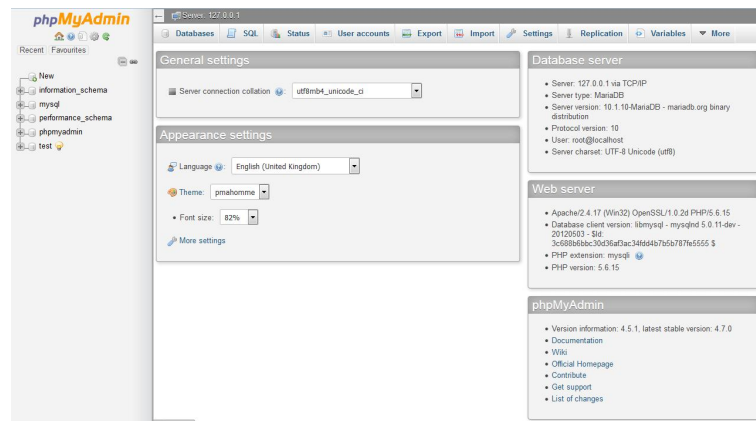 phpMyAdmin
Recent Favourites
New
information_schema
mysql
performance_schema
phpmyadmin
test
Server: 127.0.0.1
Databases SQL Status User accounts Export Import Settings Replication Variables More
General settings
Server connection collation : utf8mb4_unicode_ci
Appearance settings
Language : English (United Kingdom)
Theme: pmahomme
Font size: 82%
More settings
Database server
Server: 127.0.0.1 via TCP/IP
Server type: MariaDB
Server version: 10.1.10-MariaDB - mariadb.org binary
distribution
Protocol version: 10
User: root@localhost
Server charset: UTF-8 Unicode (utf8)
Web server
Apache/2.4.17 (Win32) OpenSSL/1.0.2d PHP/5.6.15
Database client version: libmysql - mysqlnd 5.0.11-dev -
20120503 - $Id:
3c688b6bbc30d36af3ac34fdd4b7b5b787fe5555 $
PHP extension: mysqli
PHP version: 5.6.15
phpMyAdmin
Version information: 4.5.1, latest stable version: 4.7.0
Documentation
Wiki
Official Homepage
Contribute
Get support
List of changes